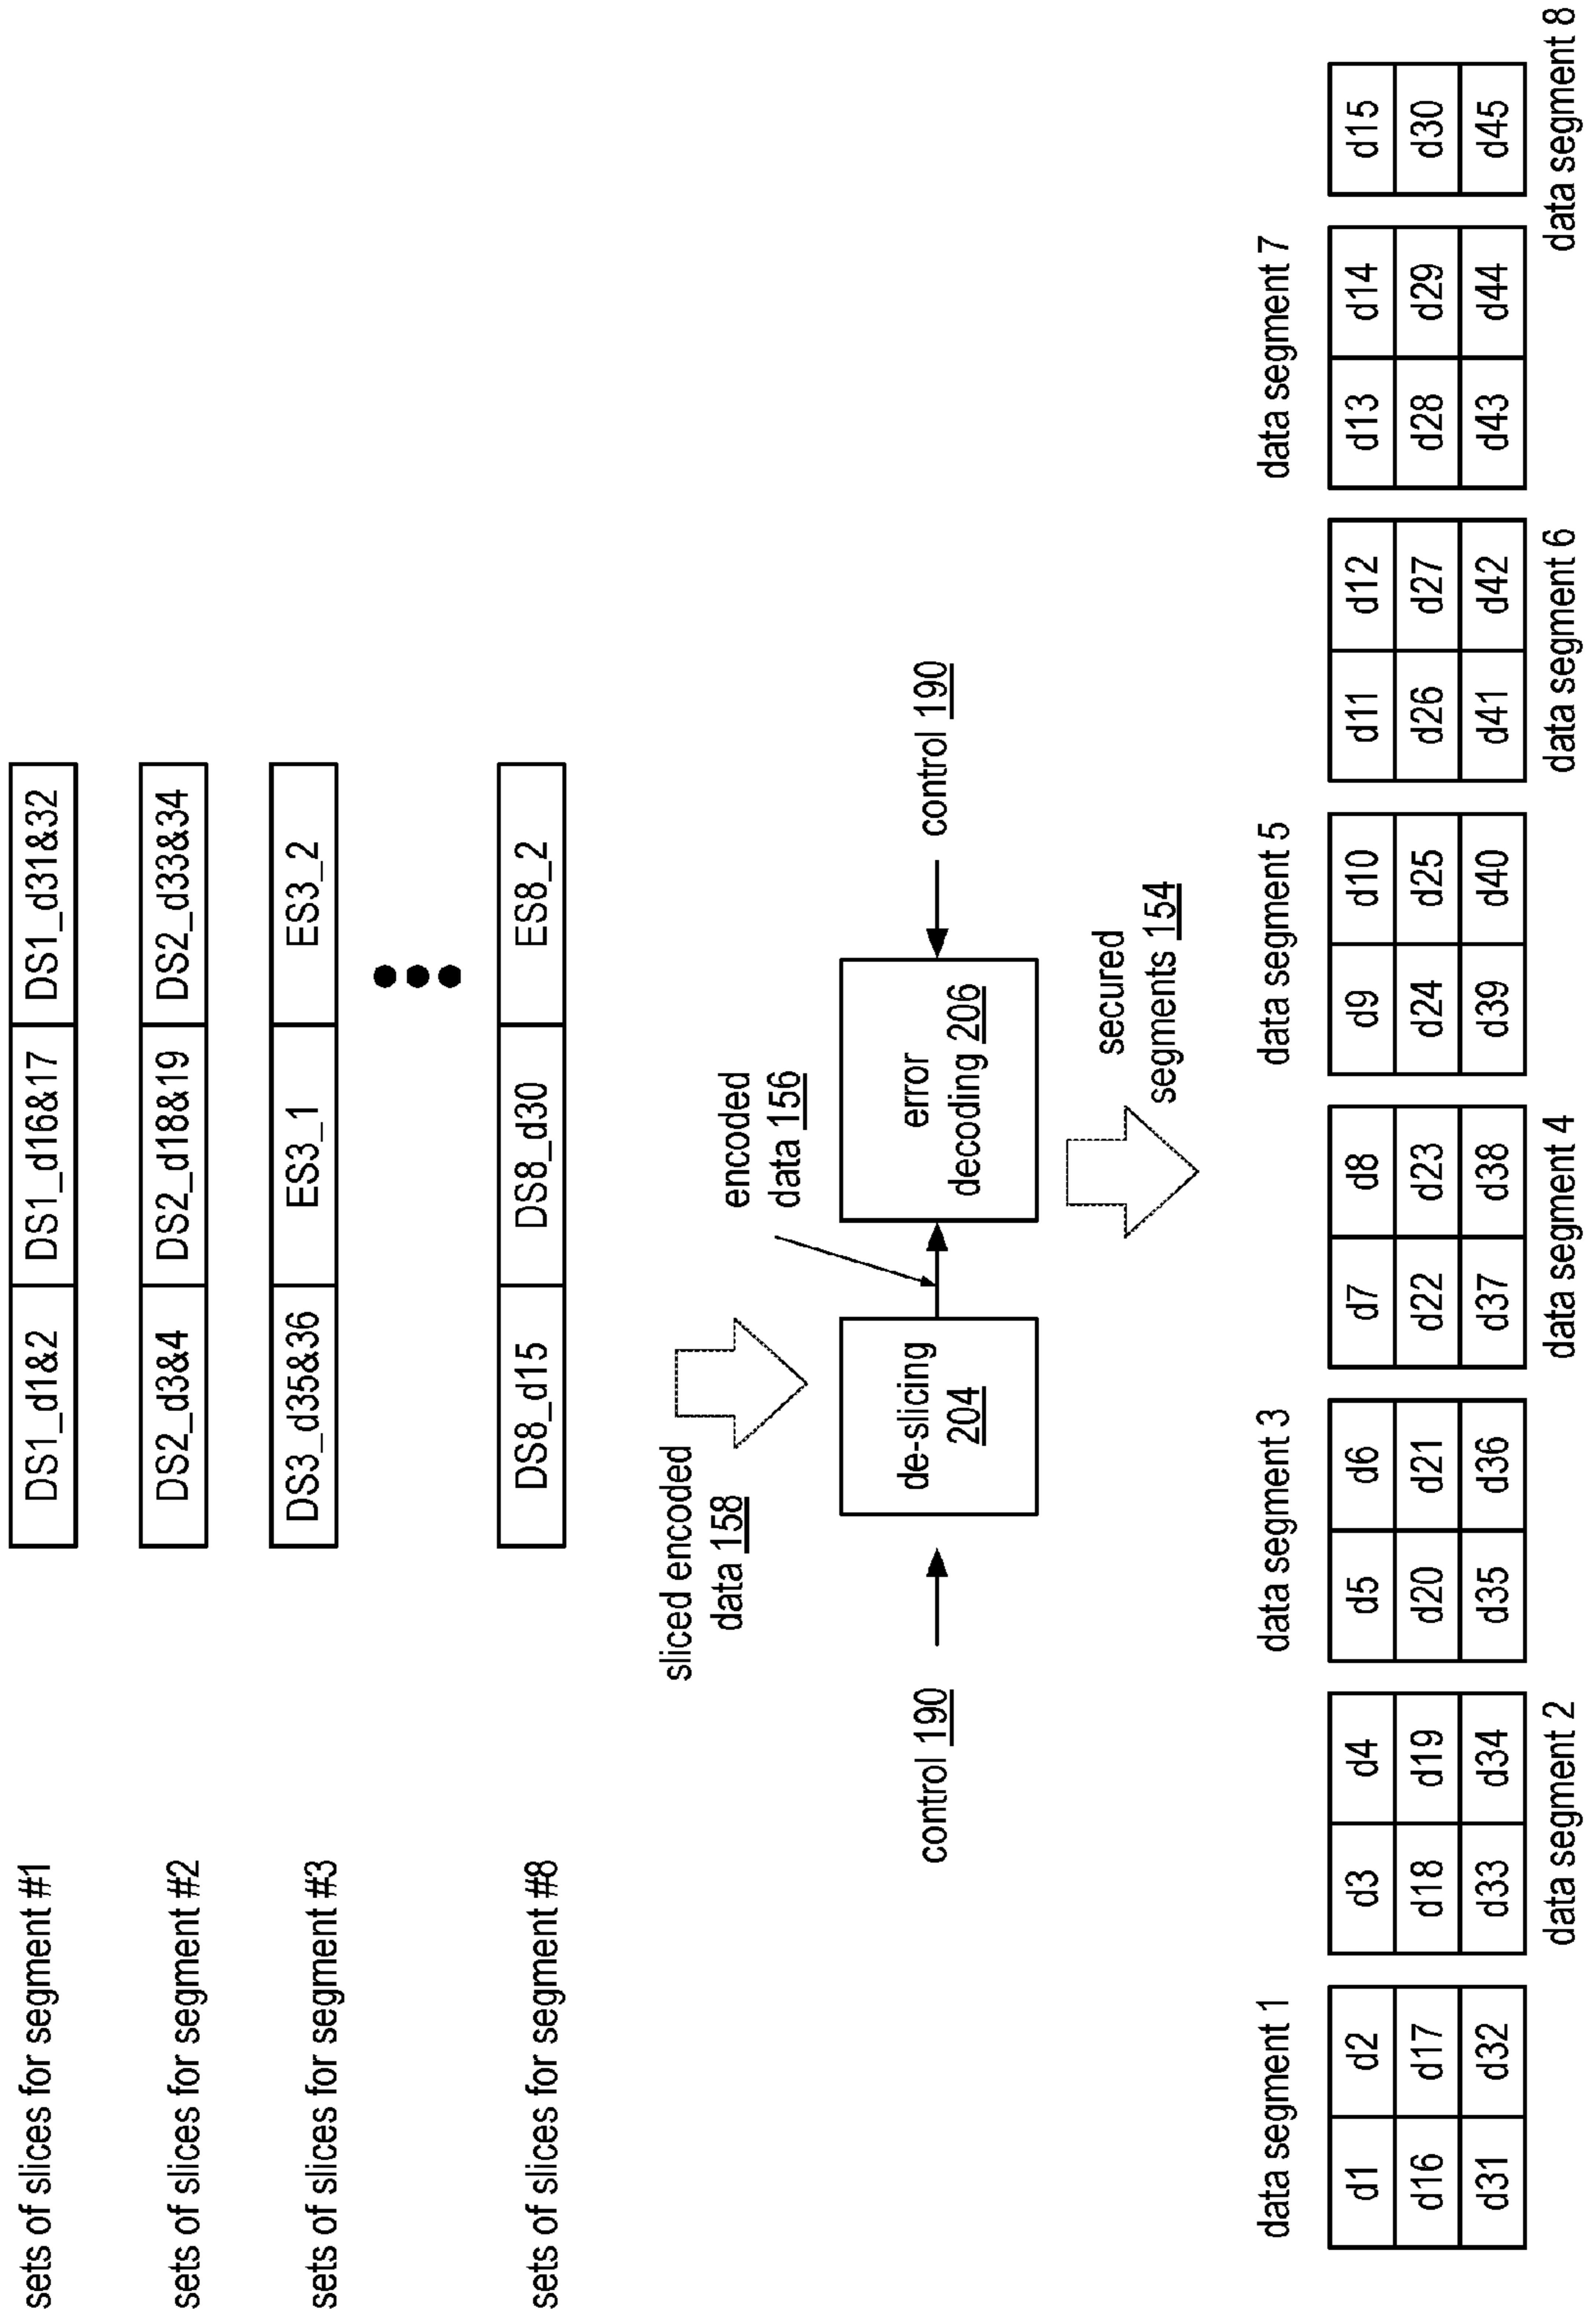 sets of slices for segment #1
DS1_d1&2 DS1_d16&17 DS1_d31&32
sets of slices for segment #2
DS2_d3&4 DS2_d18&19 DS2_d33&34
sets of slices for segment #3
DS3_d35&36 ES3_1 ES3_2
sets of slices for segment #8
DS8_d15 DS8_d30 ES8_2
sliced encoded
data 158
encoded
data 156
control 190
de-slicing
204
error
decoding 206
control 190
secured
segments 154
data segment 1
d1 d2
d16 d17
d31 d32
d3 d4
d18 d19
d33 d34
data segment 2
data segment 3
d5 d6
d20 d21
d35 d36
d7 d8
d22 d23
d37 d38
data segment 4
data segment 5
d9 d10
d24 d25
d39 d40
d11 d12
d26 d27
d41 d42
data segment 6
data segment 7
d13 d14
d28 d29
d43 d44
d15
d30
d45
data segment 8